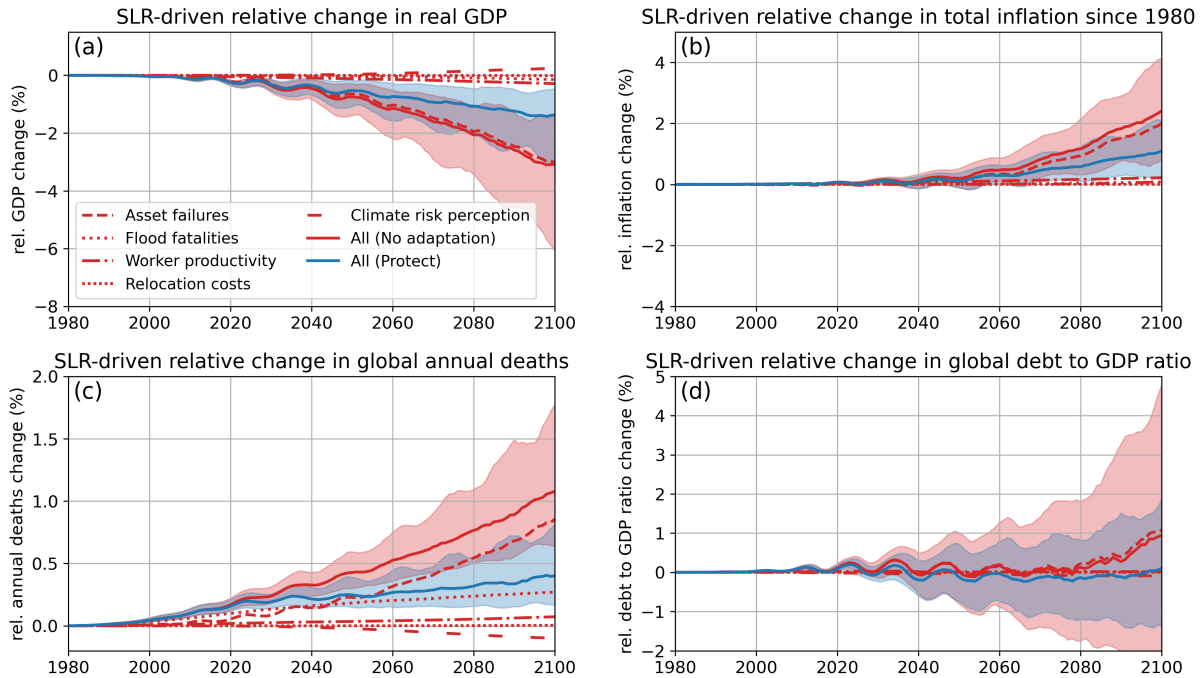 SLR-driven relative change in real GDP
(a)
rel. GDP change (%)
0
−2
−4
−6
−8
Asset failures
Flood fatalities
Worker productivity
Relocation costs
Climate risk perception
All (No adaptation)
All (Protect)
1980 2000 2020 2040 2060 2080 2100
SLR-driven relative change in total inflation since 1980
(b)
rel. inflation change (%)
4
2
0
−2
−4
1980 2000 2020 2040 2060 2080 2100
SLR-driven relative change in global annual deaths
(c)
rel. annual deaths change (%)
2.0
1.5
1.0
0.5
0.0
1980 2000 2020 2040 2060 2080 2100
SLR-driven relative change in global debt to GDP ratio
(d)
rel. debt to GDP ratio change (%)
5
4
3
2
1
0
−1
−2
1980 2000 2020 2040 2060 2080 2100